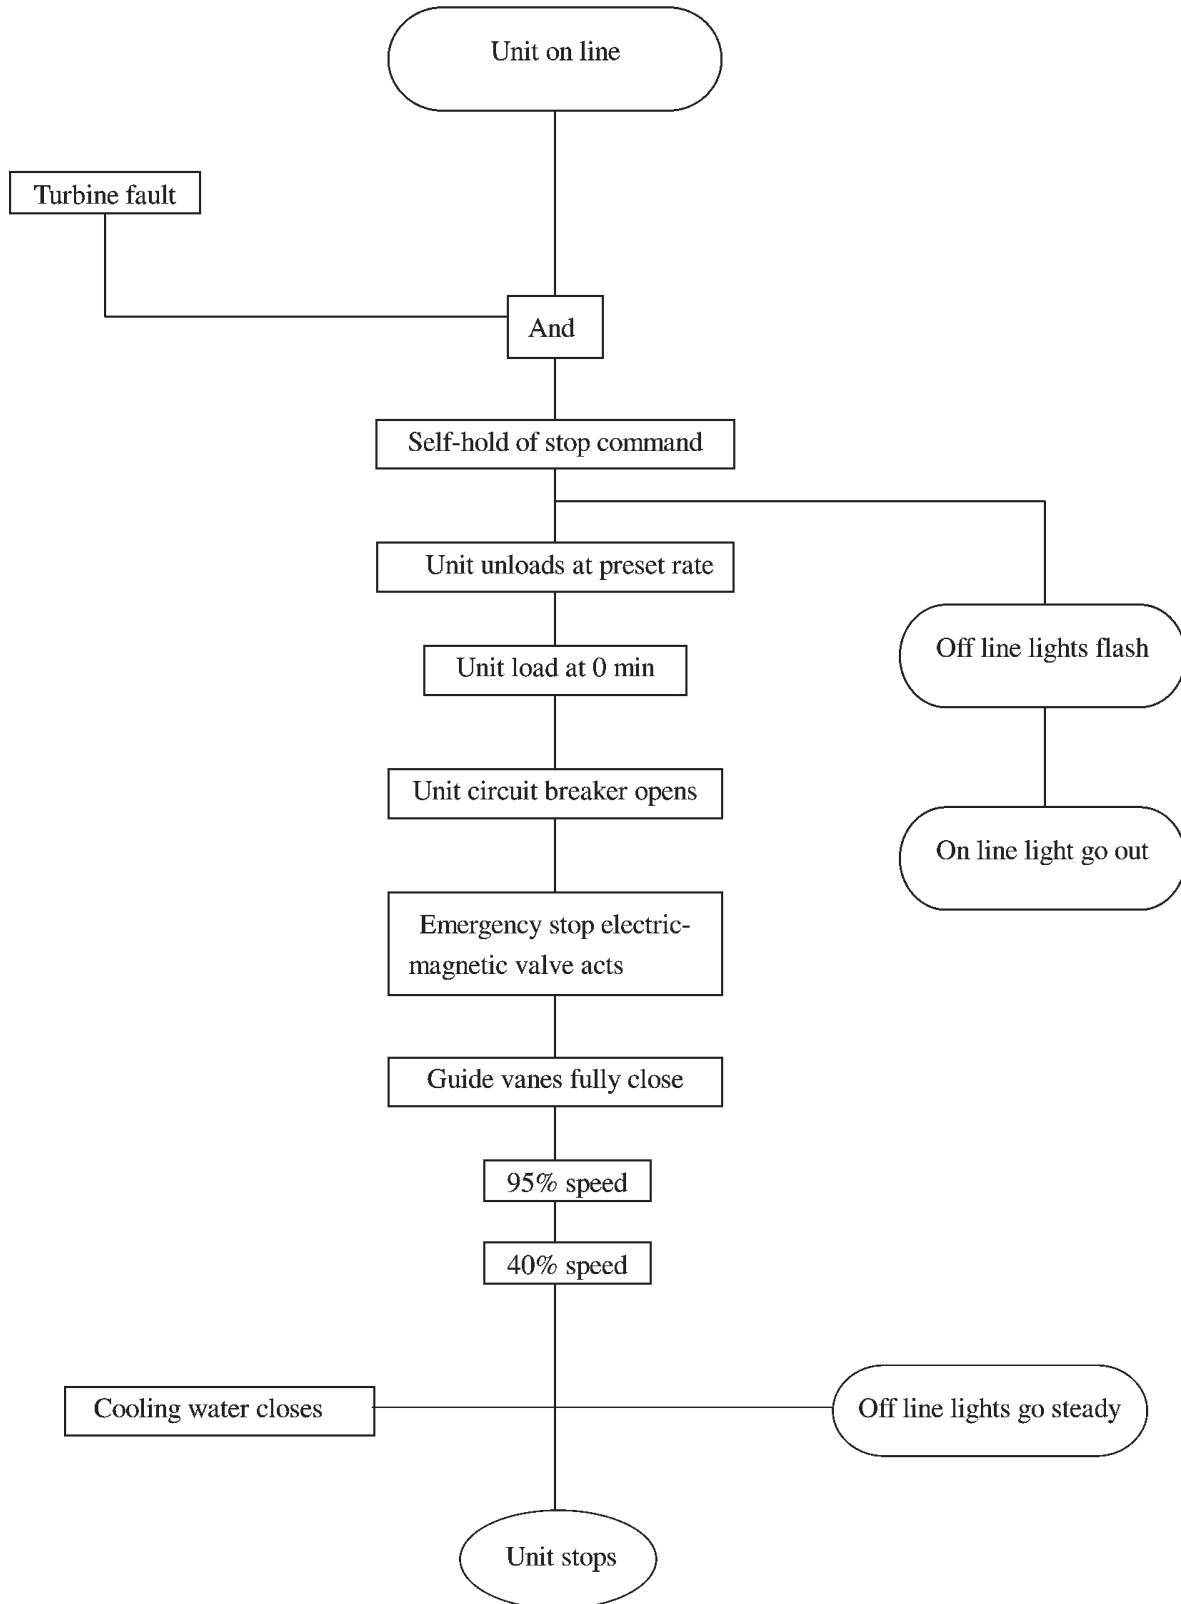 Unit on line
Turbine fault
And
Self-hold of stop command
Unit unloads at preset rate
Off line lights flash
Unit load at 0 min
Unit circuit breaker opens
On line light go out
Emergency stop electric-
magnetic valve acts
Guide vanes fully close
95% speed
40% speed
Cooling water closes
Off line lights go steady
Unit stops